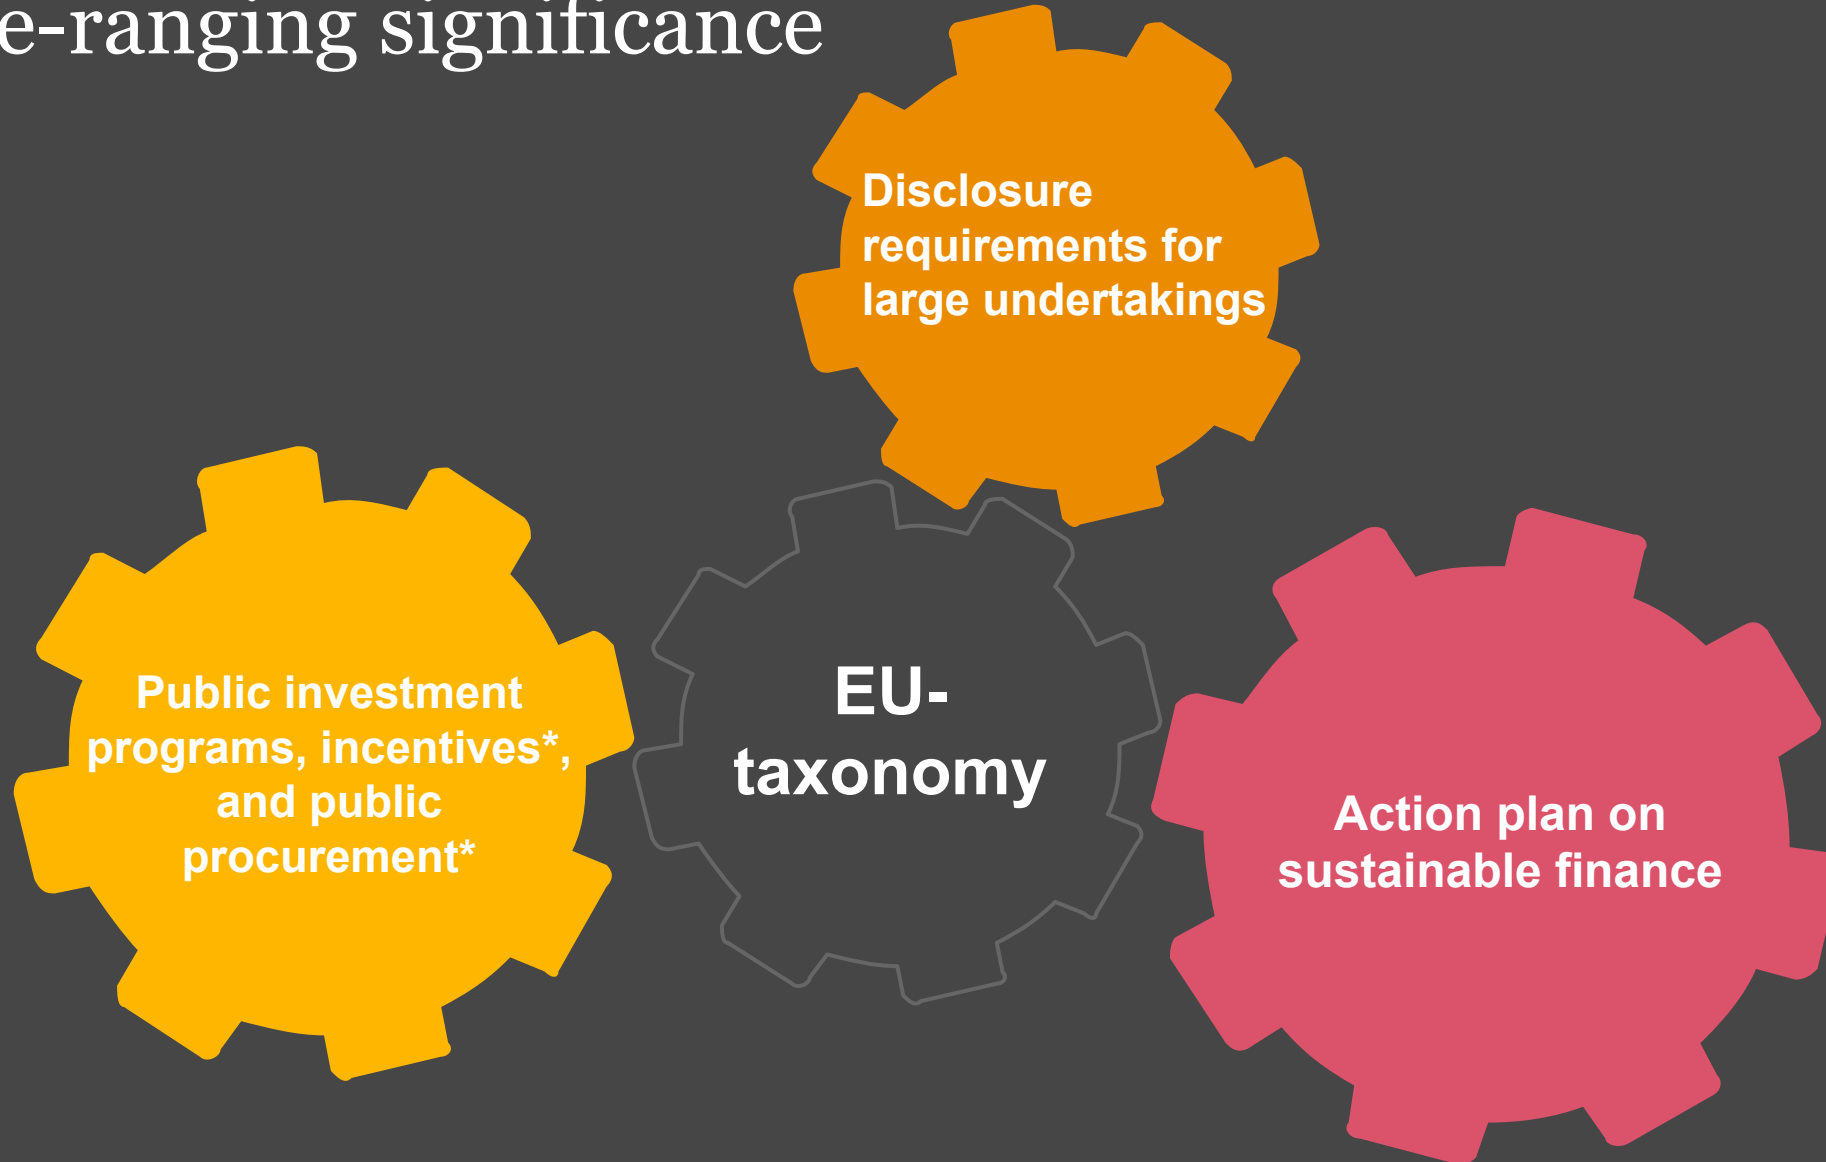 e-ranging significance
Disclosure
requirements for
large undertakings
Public investment
programs, incentives*,
and public
procurement*
EU-
taxonomy
Action plan on
sustainable finance